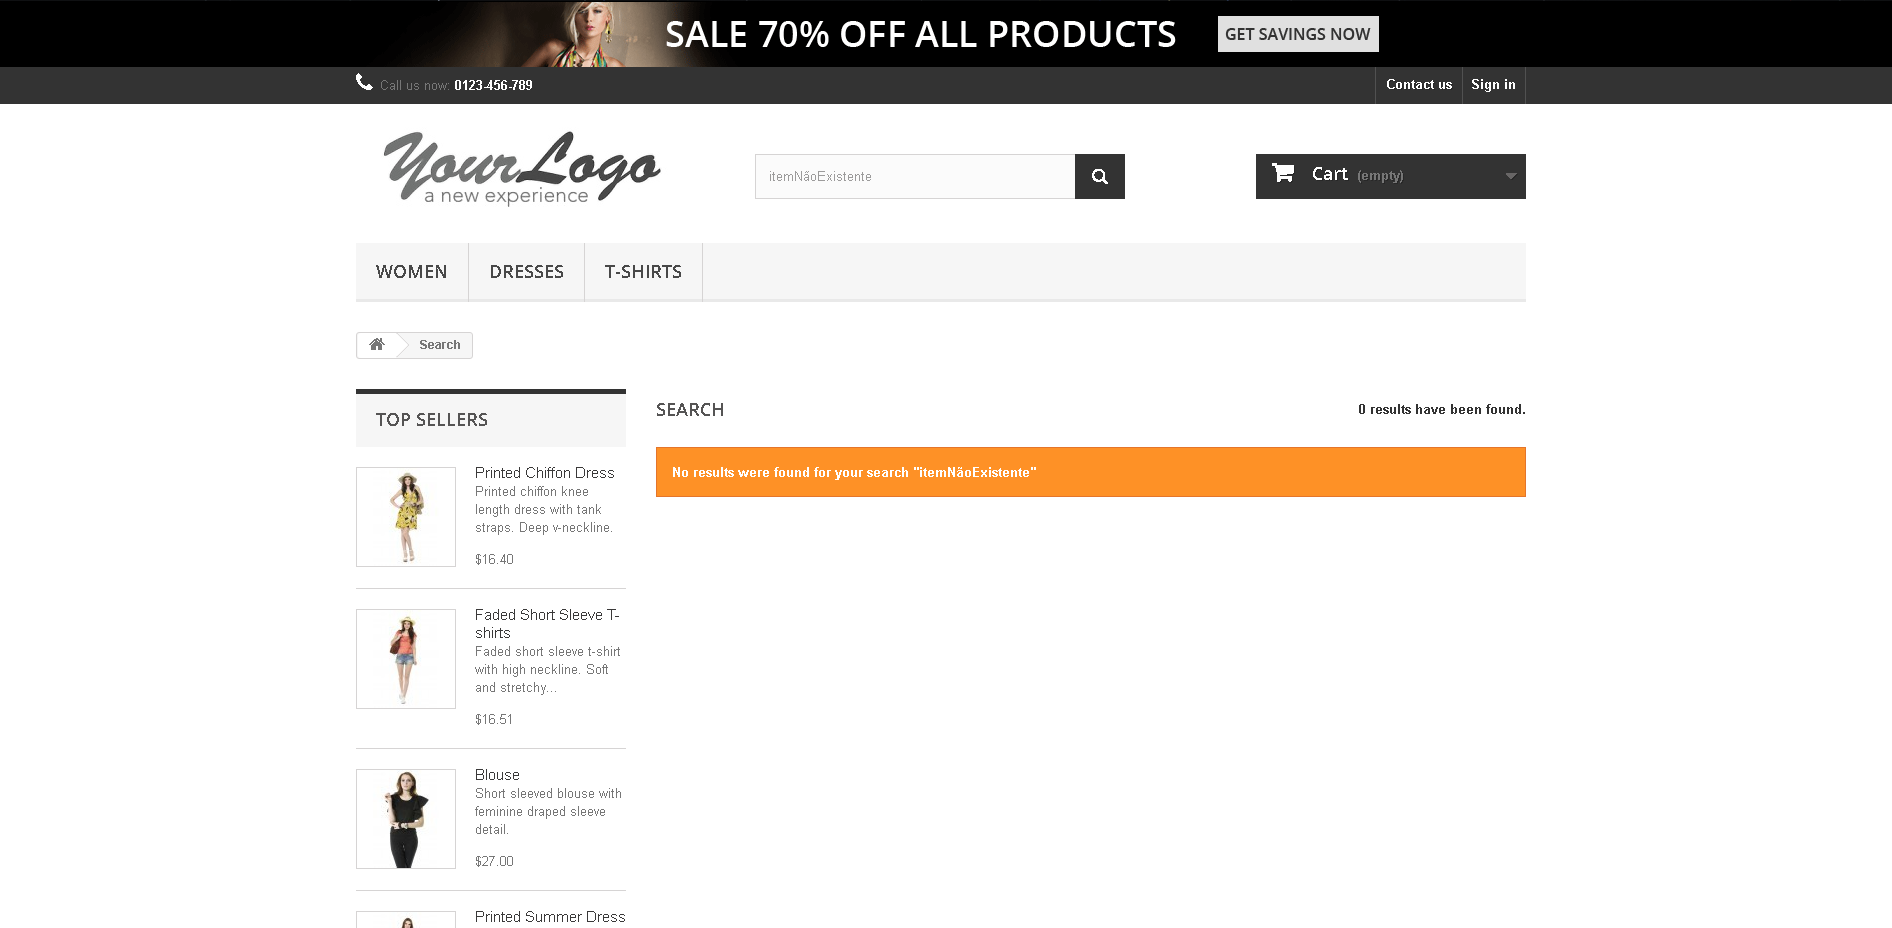 SALE 70% OFF ALL PRODUCTS
GET SAVINGS NOW
Call us now: 0123-456-789
Contact us
Sign in
YourLogo
a new experience
itemNãoExistente
Cart (empty)
WOMEN
DRESSES
T-SHIRTS
Search
TOP SELLERS
Printed Chiffon Dress
Printed chiffon knee
length dress with tank
straps. Deep v-neckline.
$16.40
Faded Short Sleeve T-
shirts
Faded short sleeve t-shirt
with high neckline. Soft
and stretchy...
$16.51
Blouse
Short sleeved blouse with
feminine draped sleeve
detail.
$27.00
Printed Summer Dress
SEARCH
0 results have been found.
No results were found for your search "itemNãoExistente"